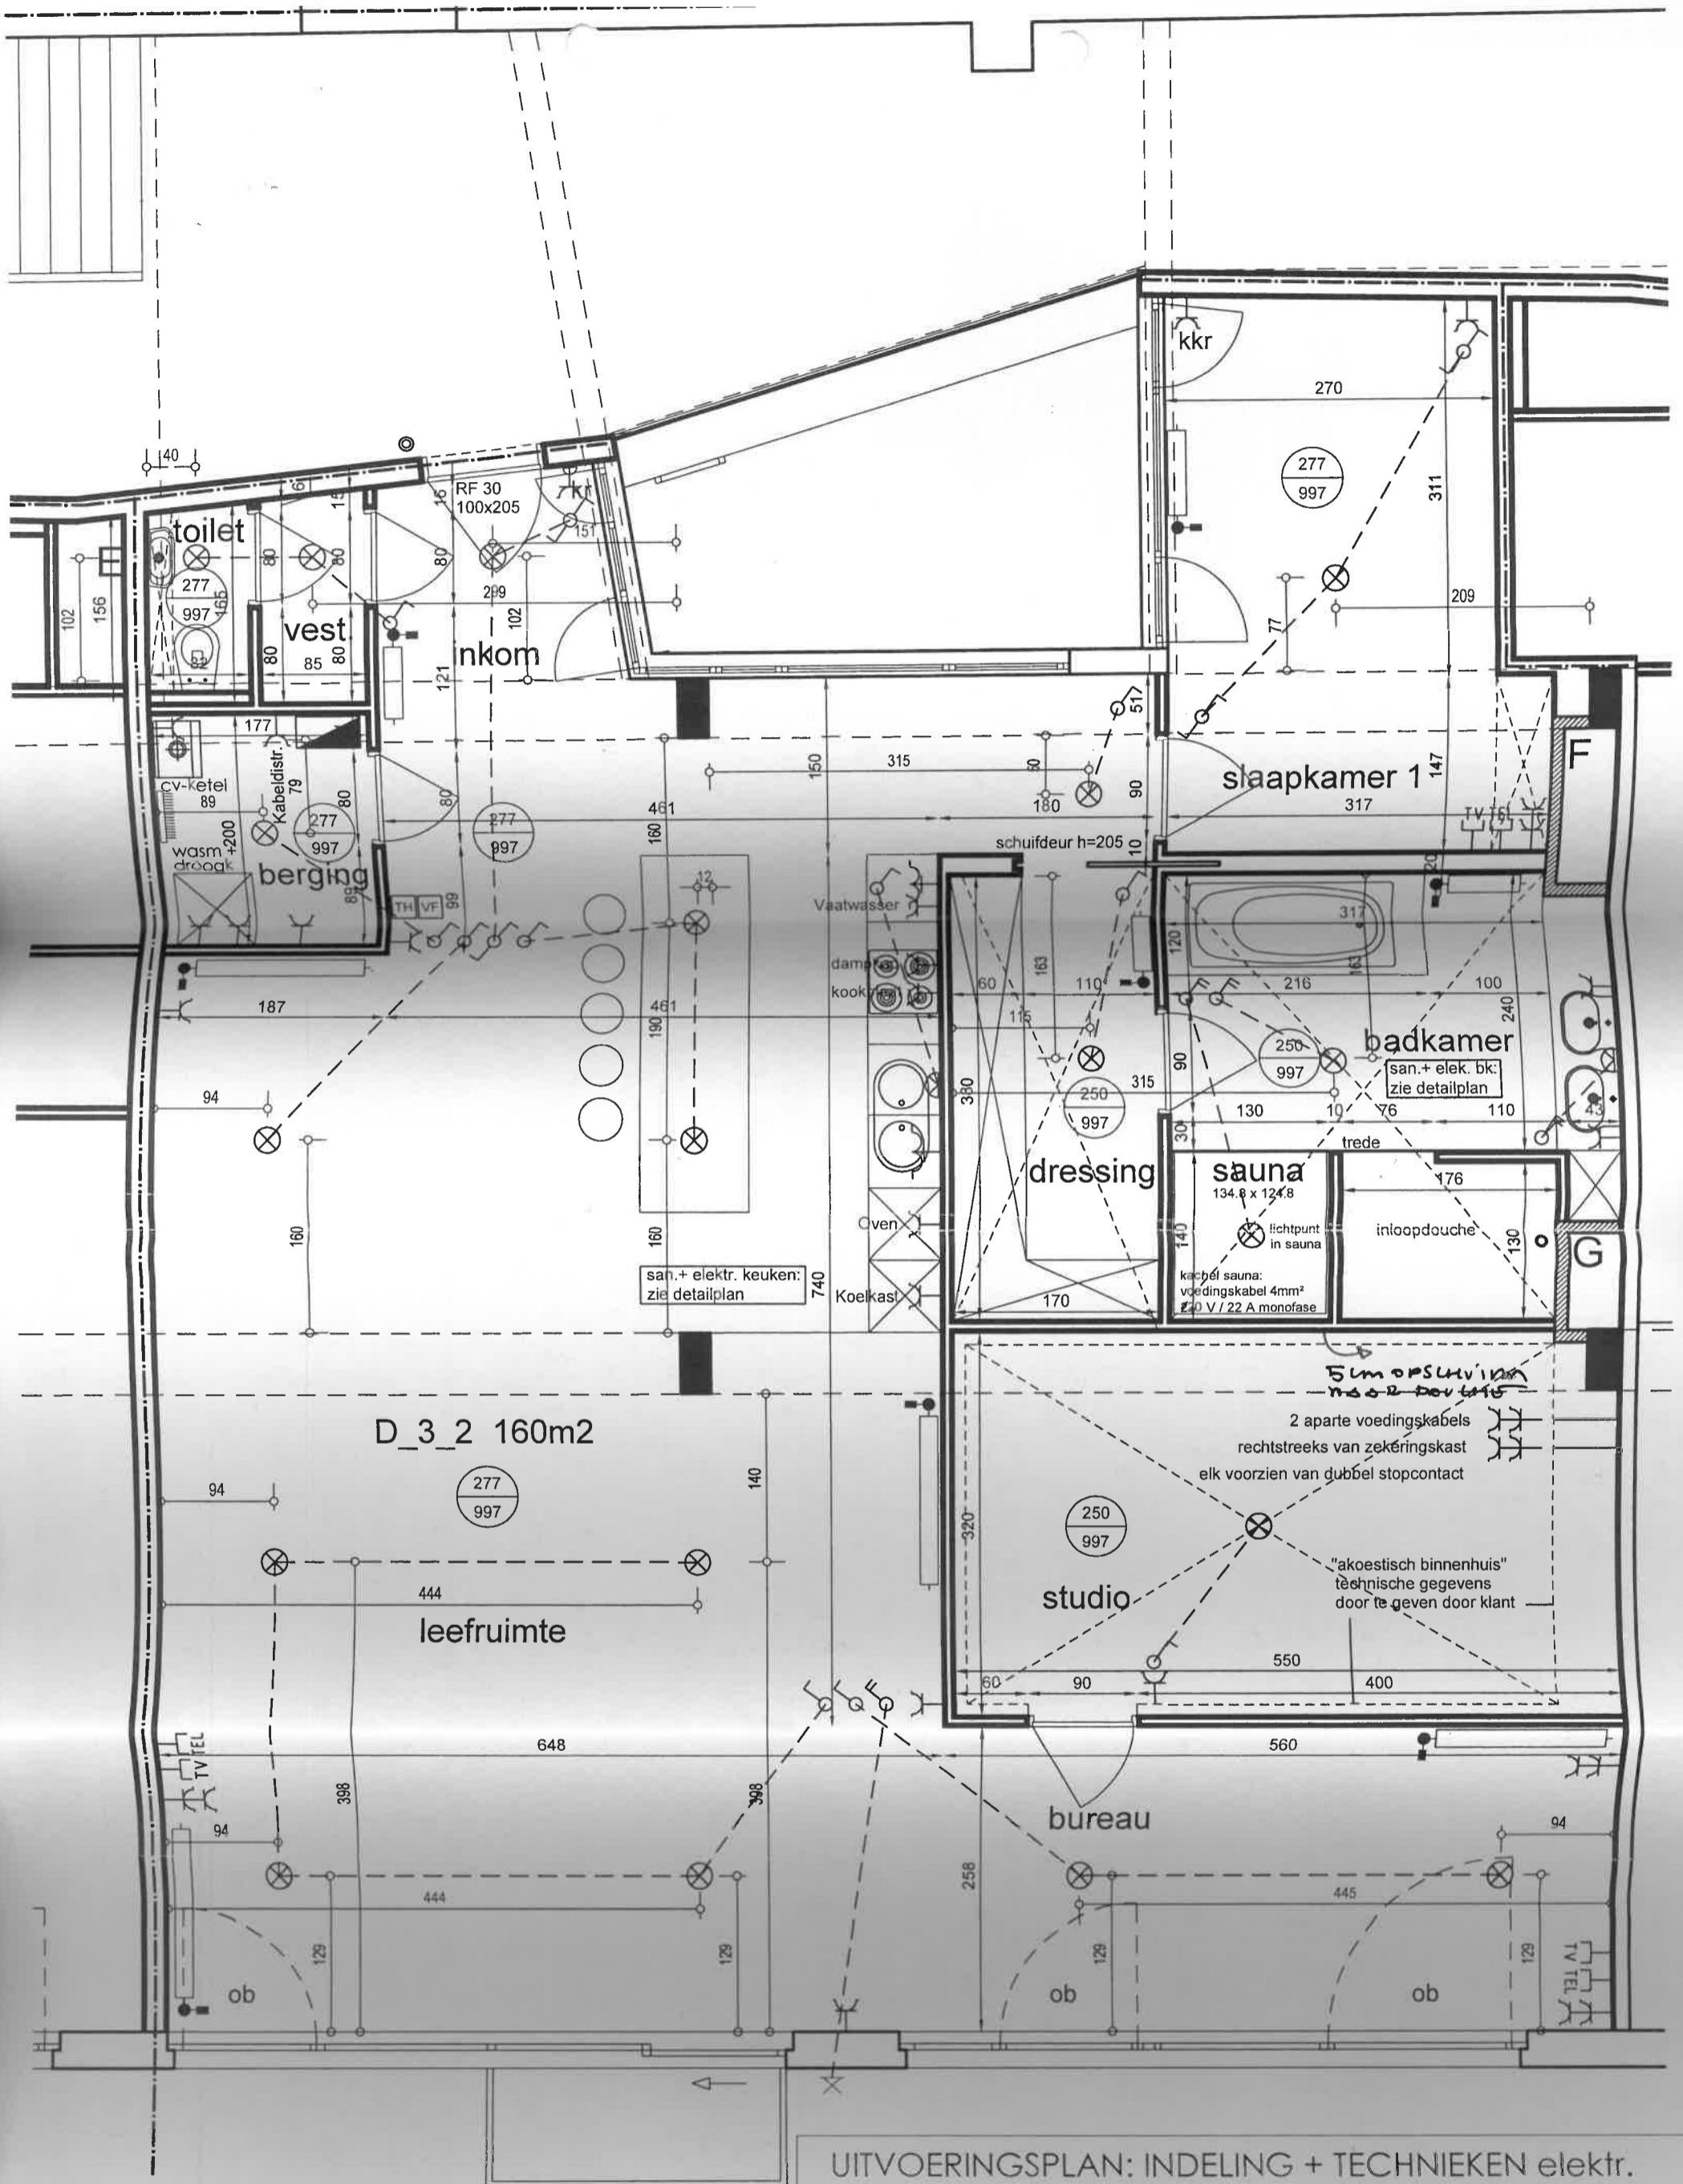 40
RF 30
100x205
kkr
270
277
997
311
toilet
277
997
165
80
80
80
151
299
102
102
156
vest
85
80
80
82
121
nkom
209
77
177
cv-ketel
89
Kabeldistr.
79
80
80
wasm
droogk
+200
277
997
berging
277
997
461
160
150
315
60
180
517
90
10
slaapkamer 1
147
317
TV TEL
F
schuifdeur h=205
20
TH VF
99
12
Vaatwasser
317
120
163
163
187
461
190
60
110
115
216
100
240
badkamer
san.+ elek. bk:
zie detailplan
250
997
90
94
380
315
250
997
130
10
76
110
43
30
trede
dressing
sauna
134.8 x 124.8
176
lichtpunt
in sauna
inloopdouche
140
130
G
160
160
Oven
san.+ elektr. keuken:
zie detailplan
740
Koelkast
170
kachel sauna:
voedingskabel 4mm²
V / 22 A monofase
5cm opschuiven
D_3_2 160m2
277
997
94
140
2 aparte voedingskabels
rechtstreeks van zekeringskast
elk voorzien van dubbel stopcontact
320
250
997
"akoestisch binnenhuis"
technische gegevens
door te geven door klant
444
leefruimte
studio
550
60
90
400
TV TEL
648
560
398
398
bureau
94
94
258
444
445
129
129
129
129
TV TEL
ob
ob
ob
UITVOERINGSPLAN: INDELING + TECHNIEKEN elektr.